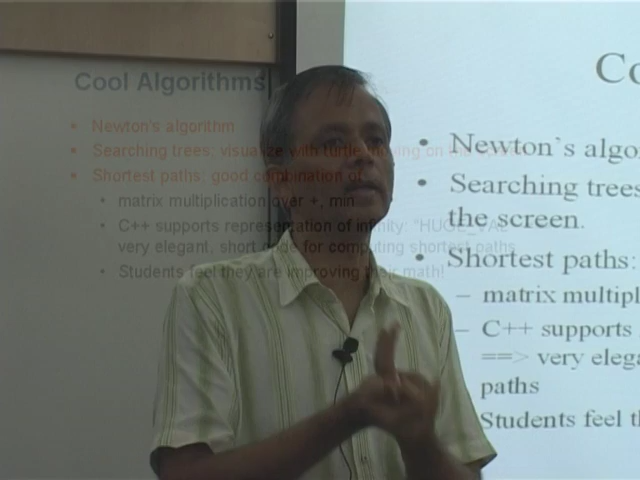 Cool Algorithms
Newton's algorithm
Searching trees: visualize with turtle moving on the
Shortest paths: good combination of
matrix multiplication over +, min
C++ supports representation of infinity: "HUGE_VAL"
very elegant, short code for computing shortest paths
Students feel they are improving their math!
Co
Newton's algo
Searching trees
the screen.
Shortest paths:
– matrix multipl
– C++ supports
==> very elega
paths
Students feel th